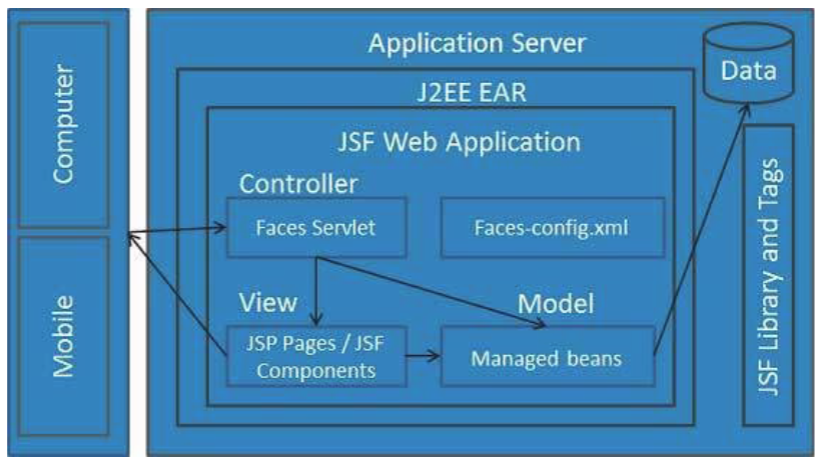 Computer
Mobile
Application Server
Data
J2EE EAR
JSF Web Application
Controller
Faces Servlet
Faces-config.xml
View
Model
JSP Pages / JSF
Components
Managed beans
JSF Library and Tags